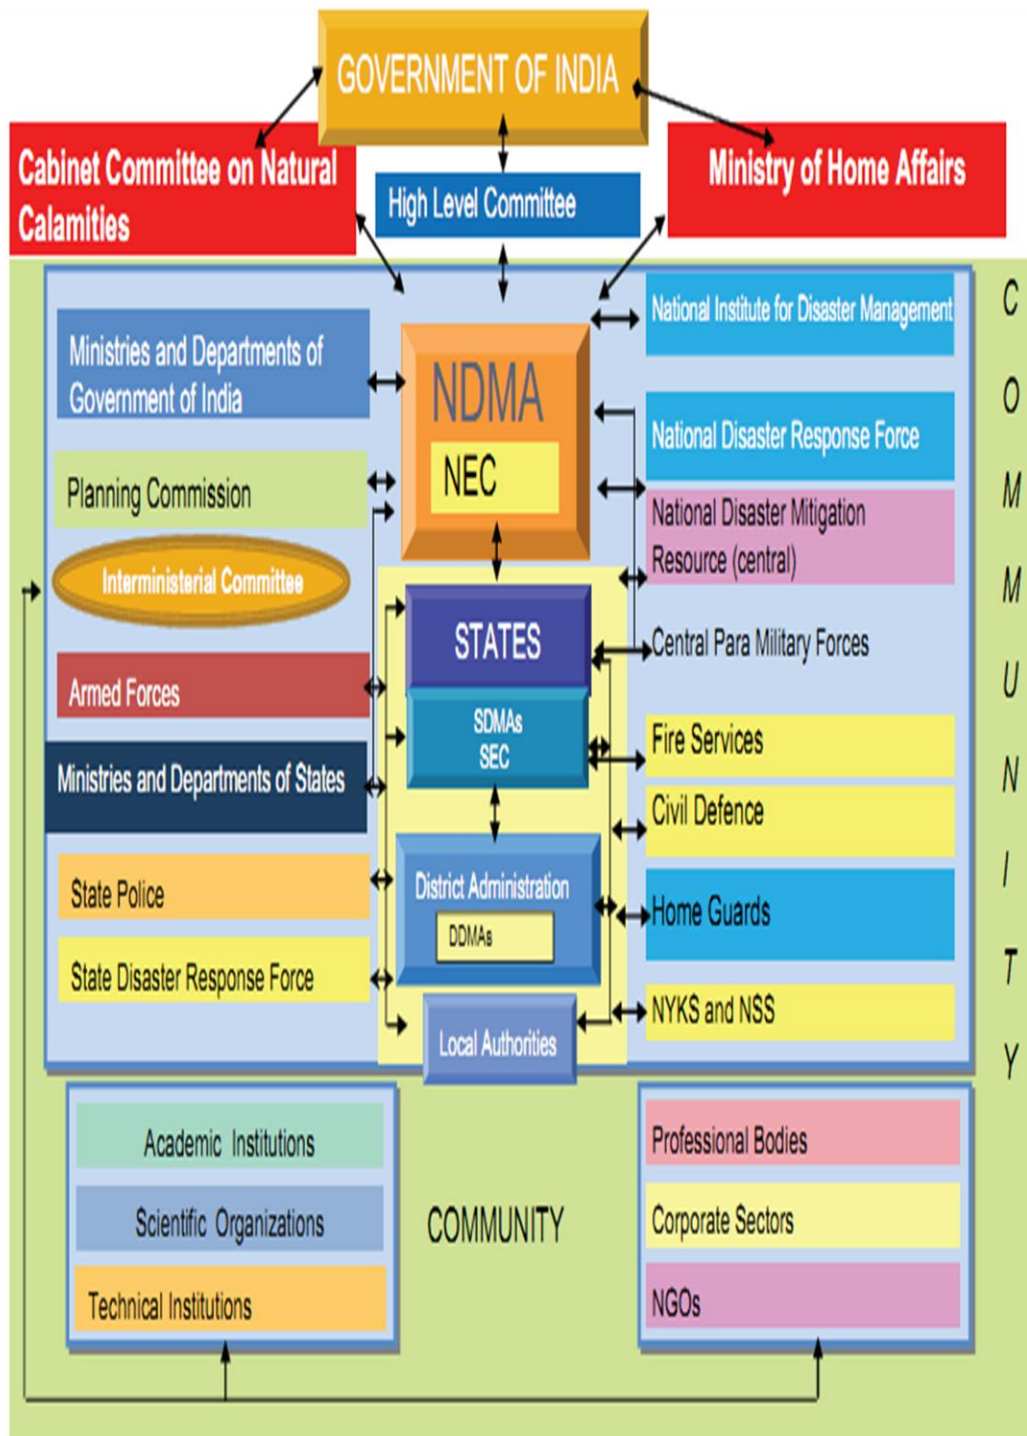 GOVERNMENT OF INDIA
Cabinet Committee on Natural
Calamities
High Level Committee
Ministry of Home Affairs
Ministries and Departments of
Government of India
Planning Commission
Interministerial Committee
Armed Forces
Ministries and Departments of States
State Police
State Disaster Response Force
NDMA
NEC
STATES
SDMAs
SEC
District Administration
DDMAs
Local Authorities
National Institute for Disaster Management
National Disaster Response Force
National Disaster Mitigation
Resource (central)
Central Para Military Forces
Fire Services
Civil Defence
Home Guards
NYKS and NSS
C
O
M
M
U
N
I
T
Y
Academic Institutions
Scientific Organizations
Technical Institutions
COMMUNITY
Professional Bodies
Corporate Sectors
NGOs